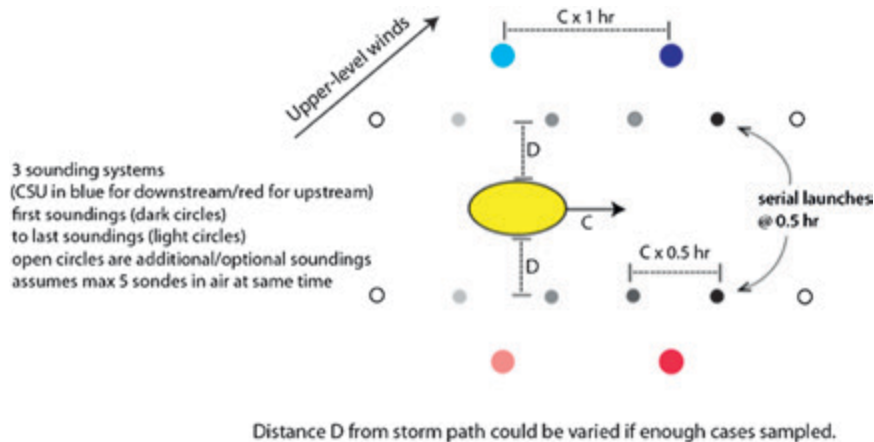 C x 1 hr
Upper-level winds
D
3 sounding systems
(CSU in blue for downstream/red for upstream)
first soundings (dark circles)
to last soundings (light circles)
open circles are additional/optional soundings
assumes max 5 sondes in air at same time
C
serial launches
@ 0.5 hr
D
C x 0.5 hr
Distance D from storm path could be varied if enough cases sampled.